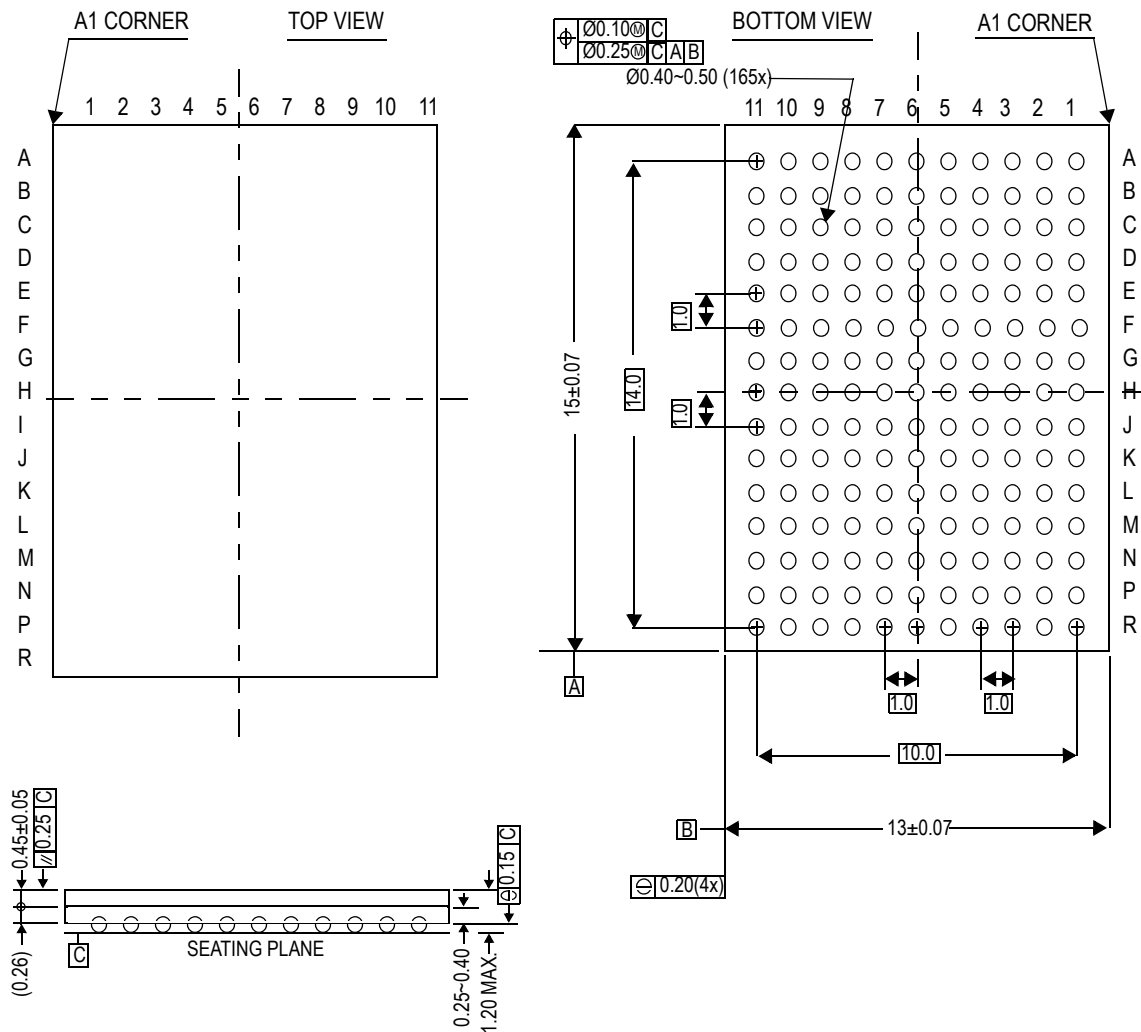 A1 CORNER
TOP VIEW
1 2 3 4 5 6 7 8 9 10 11
A
B
C
D
E
F
G
H
I
J
K
L
M
N
P
R
Ø0.10Ⓜ C
Ø0.25Ⓜ C A B
BOTTOM VIEW
A1 CORNER
Ø0.40~0.50 (165x)
11 10 9 8 7 6 5 4 3 2 1
A
B
C
D
E
F
G
H
J
K
L
M
N
P
R
15±0.07
14.0
1.0
1.0
A
1.0
1.0
10.0
B
13±0.07
0.20(4x)
0.45±0.05
// 0.25 C
(0.26)
C
SEATING PLANE
0.15 C
0.25~0.40
1.20 MAX.